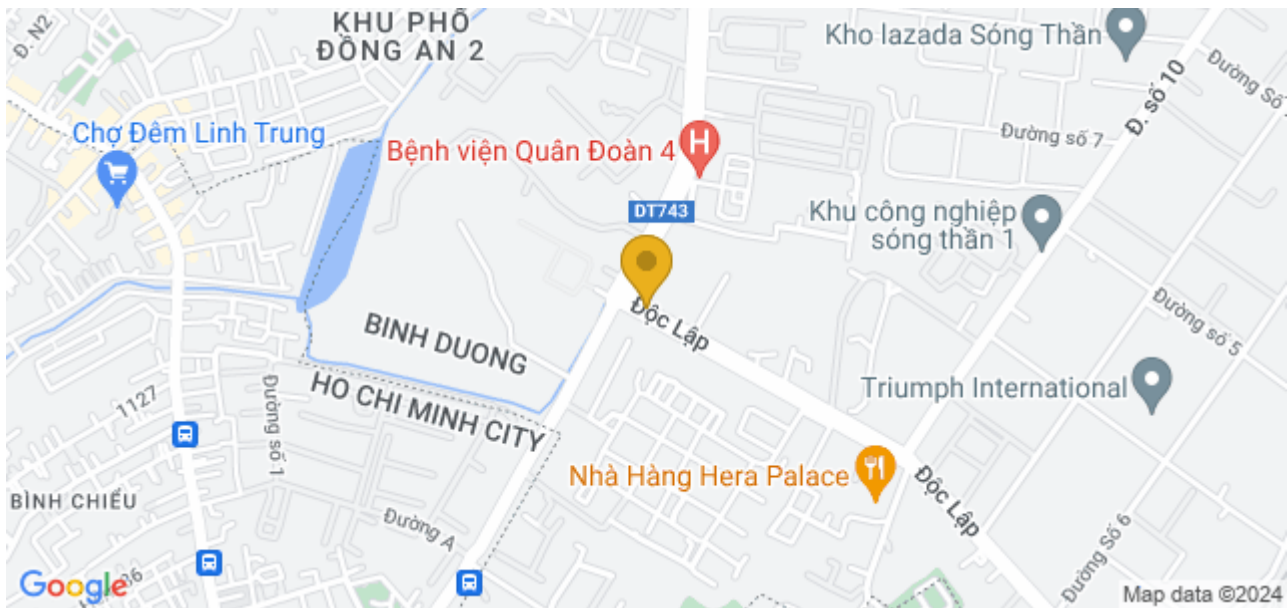 KHU PHỐ
ĐỒNG AN 2
Kho lazada Sóng Thần
Đ. N2
Đ. số 10
Đường Số
Chợ Đêm Linh Trung
Bệnh viện Quân Đoàn 4
Đường số 7
DT743
Khu công nghiệp
sóng thần 1
Độc Lập
Đường số 5
BINH DUONG
HO CHI MINH CITY
Triumph International
1127
Đường số 1
Nhà Hàng Hera Palace
Độc Lập
BÌNH CHIỂU
Đường A
Đường Số 6
Google
Map data ©2024